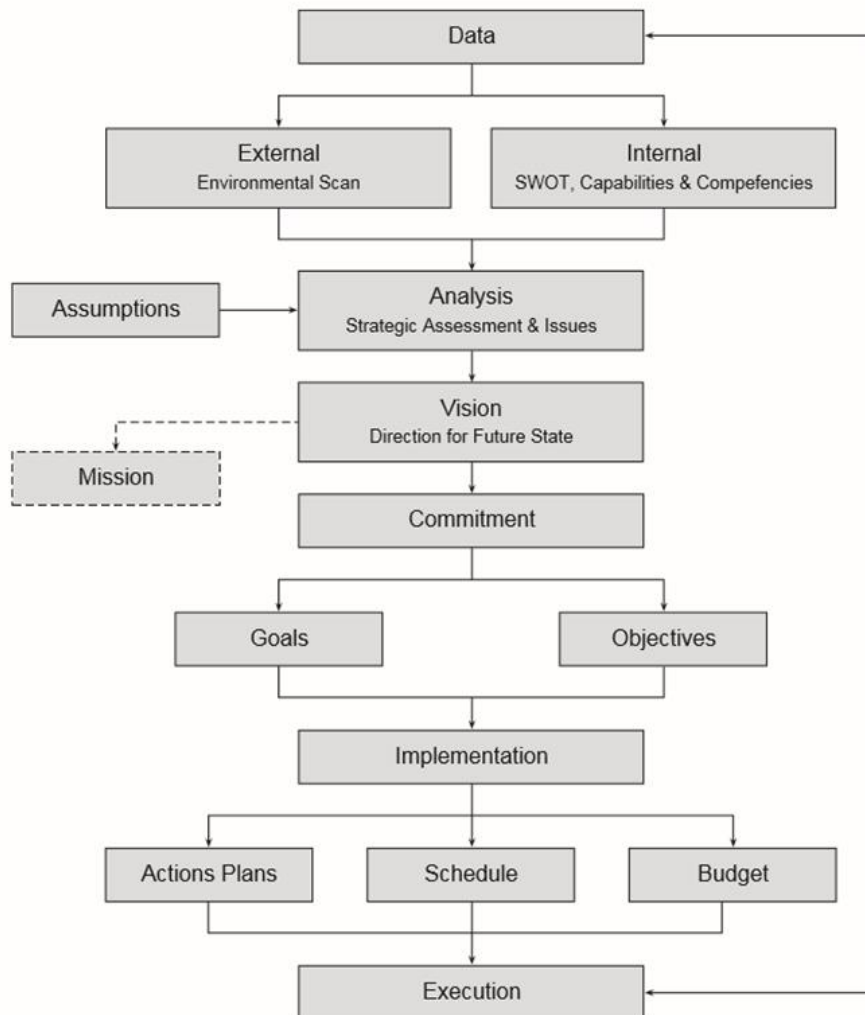 Data
External
Environmental Scan
Internal
SWOT, Capabilities & Compefencies
Assumptions
Analysis
Strategic Assessment & Issues
Vision
Direction for Future State
Mission
Commitment
Goals
Objectives
Implementation
Actions Plans
Schedule
Budget
Execution